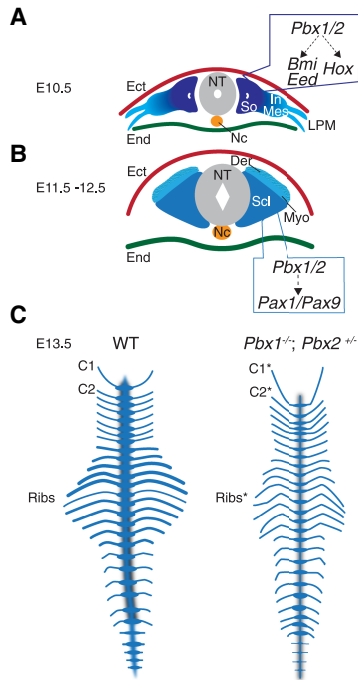 A
Pbx1/2
Bmi
Eed
Hox
E10.5
Ect
NT
So
In
Mes
LPM
End
Nc
B
Der
Ect
E11.5 -12.5
NT
Scl
Myo
Nc
End
Pbx1/2
Pax1/Pax9
C
E13.5
WT
Pbx1-/-; Pbx2 +/-
C1
C1*
C2
C2*
Ribs
Ribs*